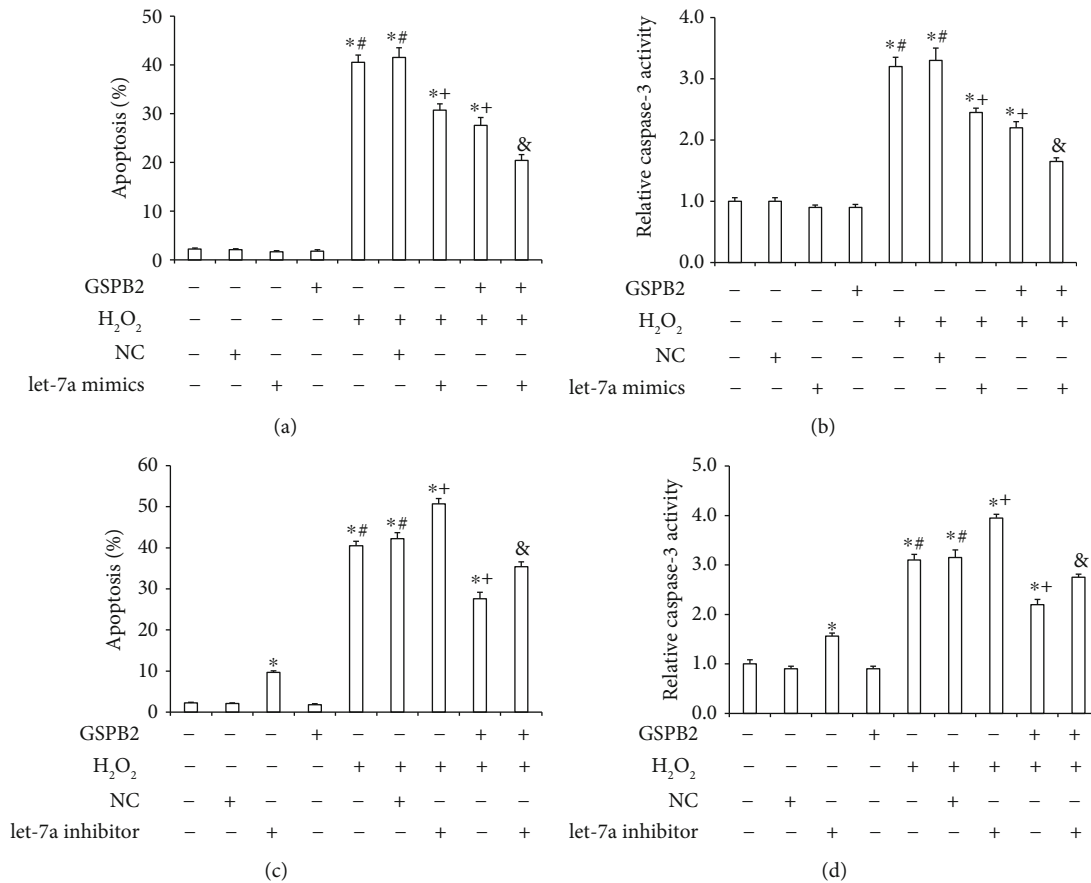 50
40
30
20
10
0
Apoptosis (%)
*# *# *+ *+ &
GSPB2 − − − + − − − + +
H₂O₂ − − − − + + + + +
NC − + − − − + − − −
let-7a mimics − − + − − − + − +
(a)
4.0
3.0
2.0
1.0
0.0
Relative caspase-3 activity
*# *# *+ *+ &
GSPB2 − − − + − − − + +
H₂O₂ − − − − + + + + +
NC − + − − − + − − −
let-7a mimics − − + − − − + − +
(b)
60
50
40
30
20
10
0
Apoptosis (%)
* *# *# *+ *+ &
GSPB2 − − − + − − − + +
H₂O₂ − − − − + + + + +
NC − + − − − + − − −
let-7a inhibitor − − + − − − + − +
(c)
5.0
4.0
3.0
2.0
1.0
0.0
Relative caspase-3 activity
* *# *# *+ *+ &
GSPB2 − − − + − − − + +
H₂O₂ − − − − + + + + +
NC − + − − − + − − −
let-7a inhibitor − − + − − − + − +
(d)